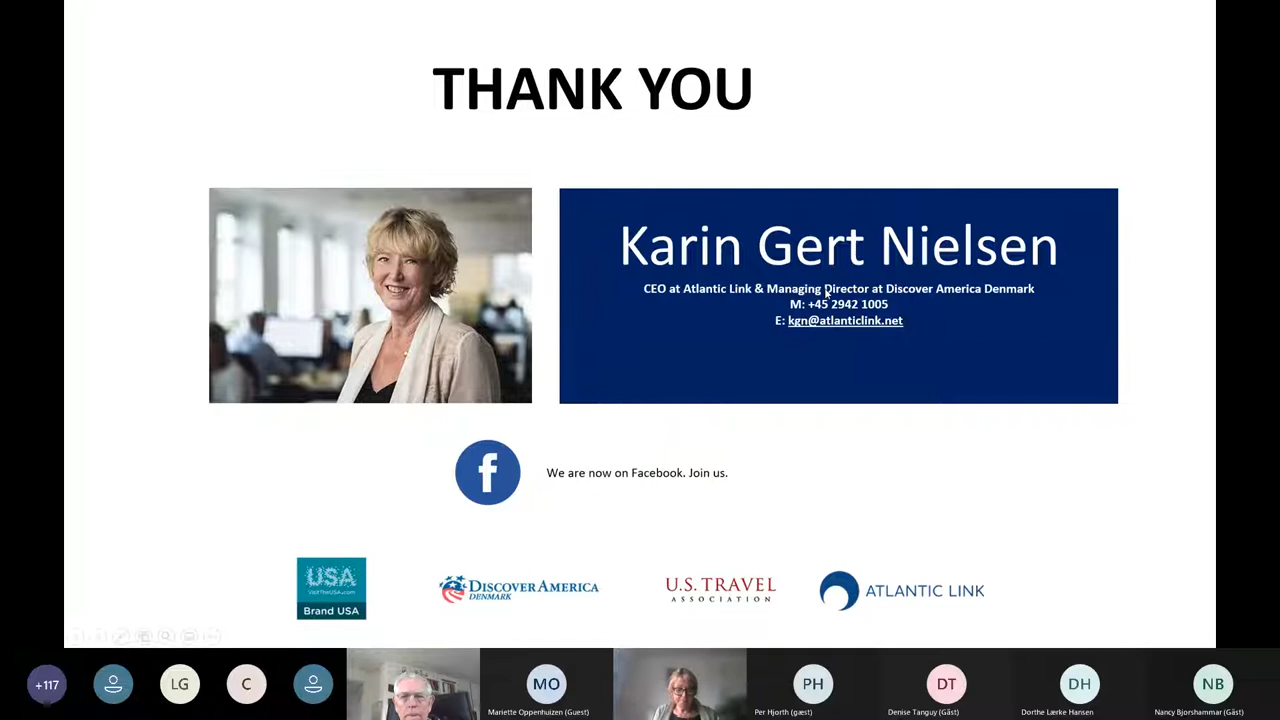 THANK YOU
Karin Gert Nielsen
CEO at Atlantic Link & Managing Director at Discover America Denmark
M: +45 2942 1005
E: kgn@atlanticlink.net
f
We are now on Facebook. Join us.
USA
VisitTheUSA.com
Brand USA
DISCOVER AMERICA
DENMARK
U.S. TRAVEL
ASSOCIATION
ATLANTIC LINK
+117
LG
C
MO
PH
DT
DH
NB
Mariette Oppenhuizen (Guest)
Per Hjorth (gæst)
Denise Tanguy (Gäst)
Dorthe Lærke Hansen
Nancy Bjorshammar (Gäst)